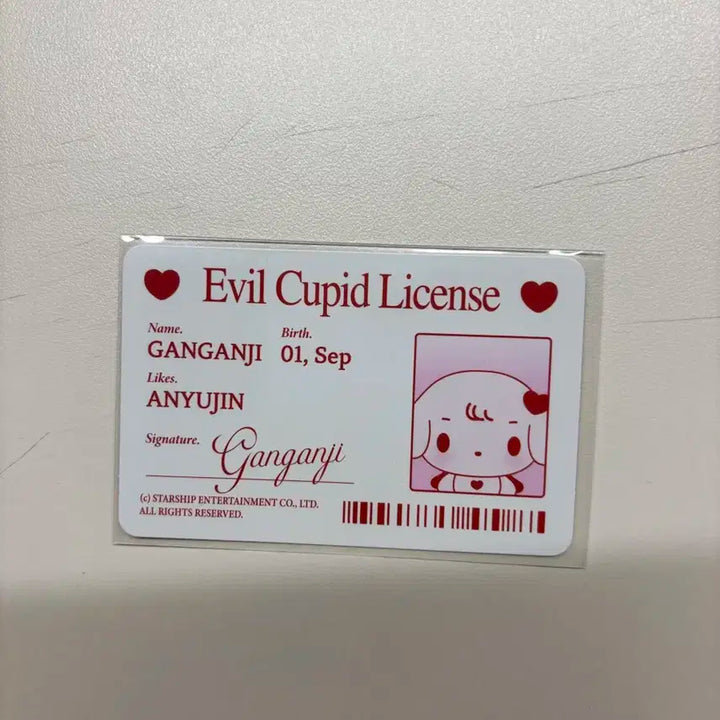 Evil Cupid License
Name. Birth.
GANGANJI 01, Sep
Likes.
ANYUJIN
Signature. Ganganji
(c) STARSHIP ENTERTAINMENT CO., LTD.
ALL RIGHTS RESERVED.